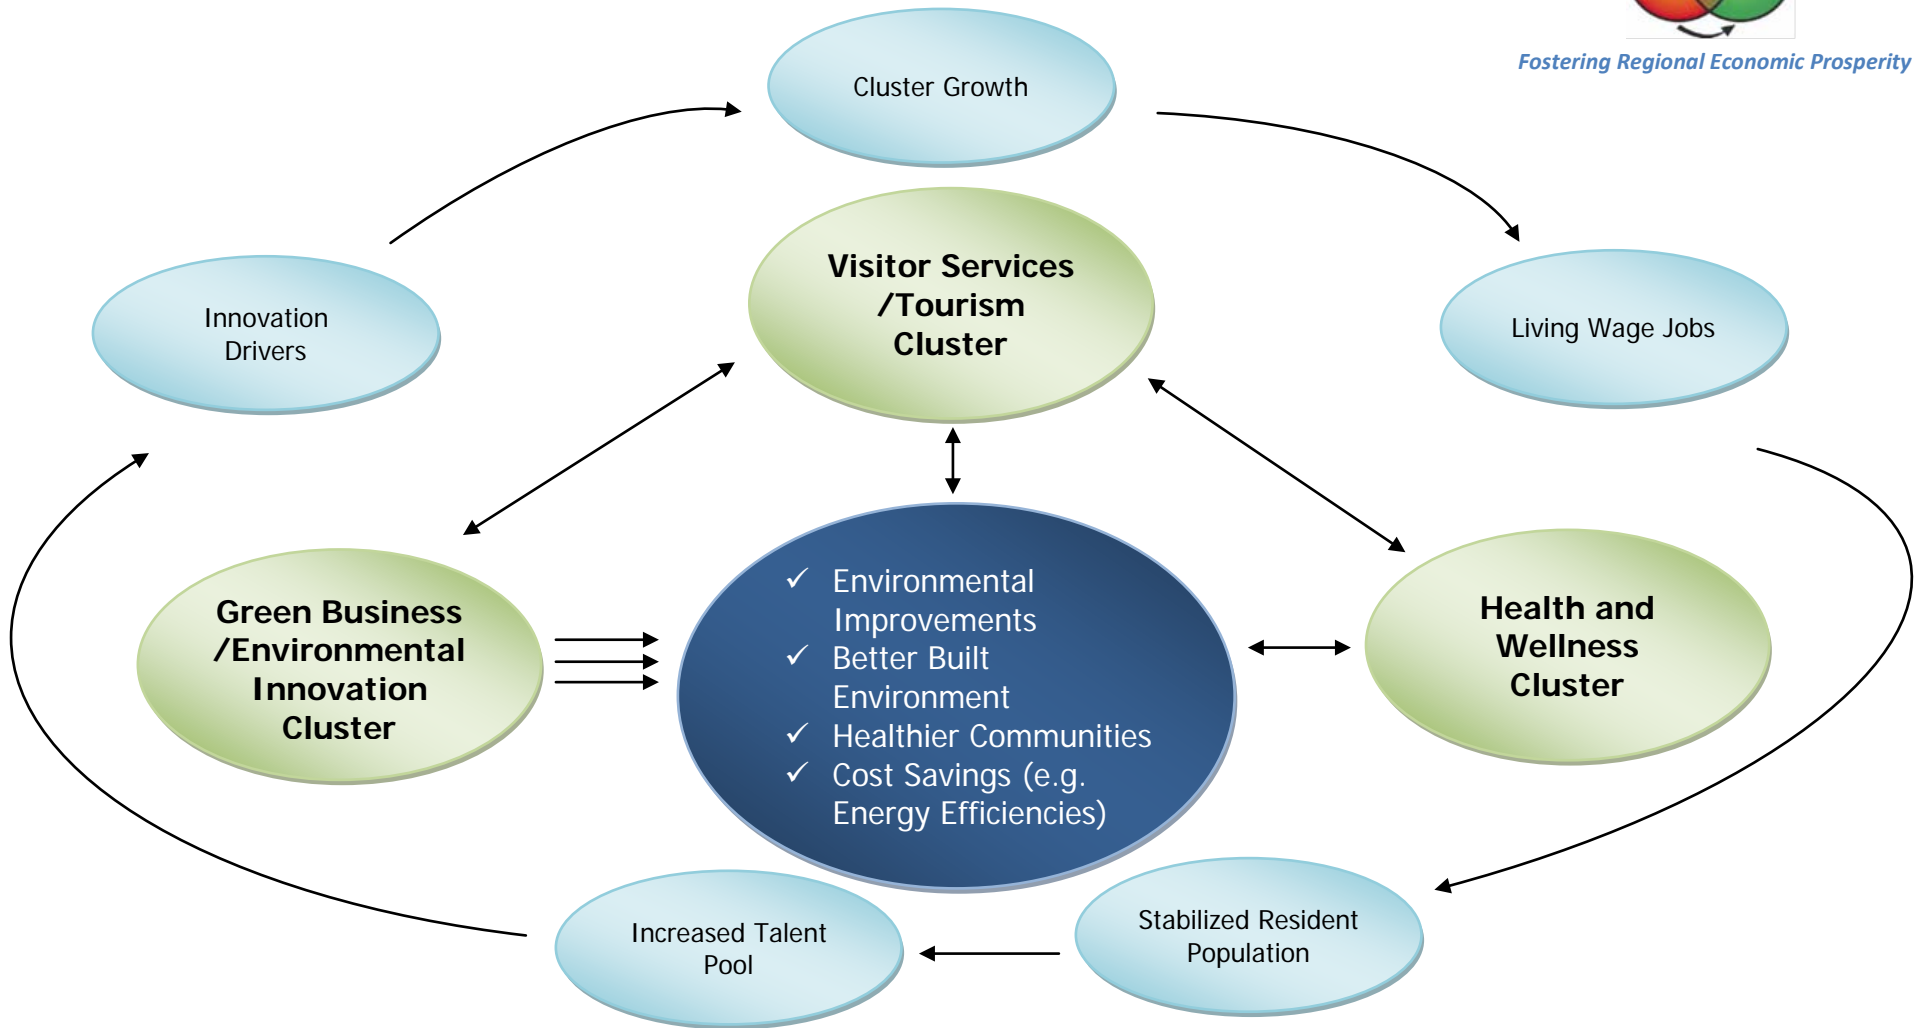 Fostering Regional Economic Prosperity
Cluster Growth
Visitor Services
/Tourism
Cluster
Innovation
Drivers
Living Wage Jobs
Green Business
/Environmental
Innovation
Cluster
✓ Environmental
Improvements
✓ Better Built
Environment
✓ Healthier Communities
✓ Cost Savings (e.g.
Energy Efficiencies)
Health and
Wellness
Cluster
Increased Talent
Pool
Stabilized Resident
Population